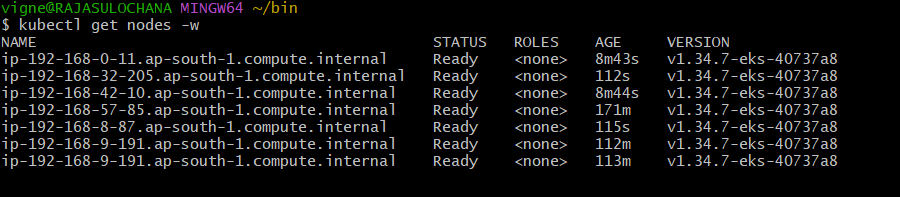 vigne@RAJASULOCHANA MINGW64 ~/bin
$ kubectl get nodes -w
NAME STATUS ROLES AGE VERSION
ip-192-168-0-11.ap-south-1.compute.internal Ready <none> 8m43s v1.34.7-eks-40737a8
ip-192-168-32-205.ap-south-1.compute.internal Ready <none> 112s v1.34.7-eks-40737a8
ip-192-168-42-10.ap-south-1.compute.internal Ready <none> 8m44s v1.34.7-eks-40737a8
ip-192-168-57-85.ap-south-1.compute.internal Ready <none> 171m v1.34.7-eks-40737a8
ip-192-168-8-87.ap-south-1.compute.internal Ready <none> 115s v1.34.7-eks-40737a8
ip-192-168-9-191.ap-south-1.compute.internal Ready <none> 112m v1.34.7-eks-40737a8
ip-192-168-9-191.ap-south-1.compute.internal Ready <none> 113m v1.34.7-eks-40737a8